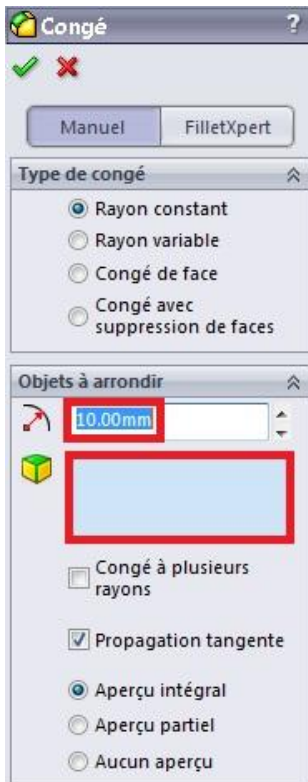 Congé ?
Manuel FilletXpert
Type de congé
Rayon constant
Rayon variable
Congé de face
Congé avec
suppression de faces
Objets à arrondir
10.00mm
Congé à plusieurs
rayons
Propagation tangente
Aperçu intégral
Aperçu partiel
Aucun aperçu